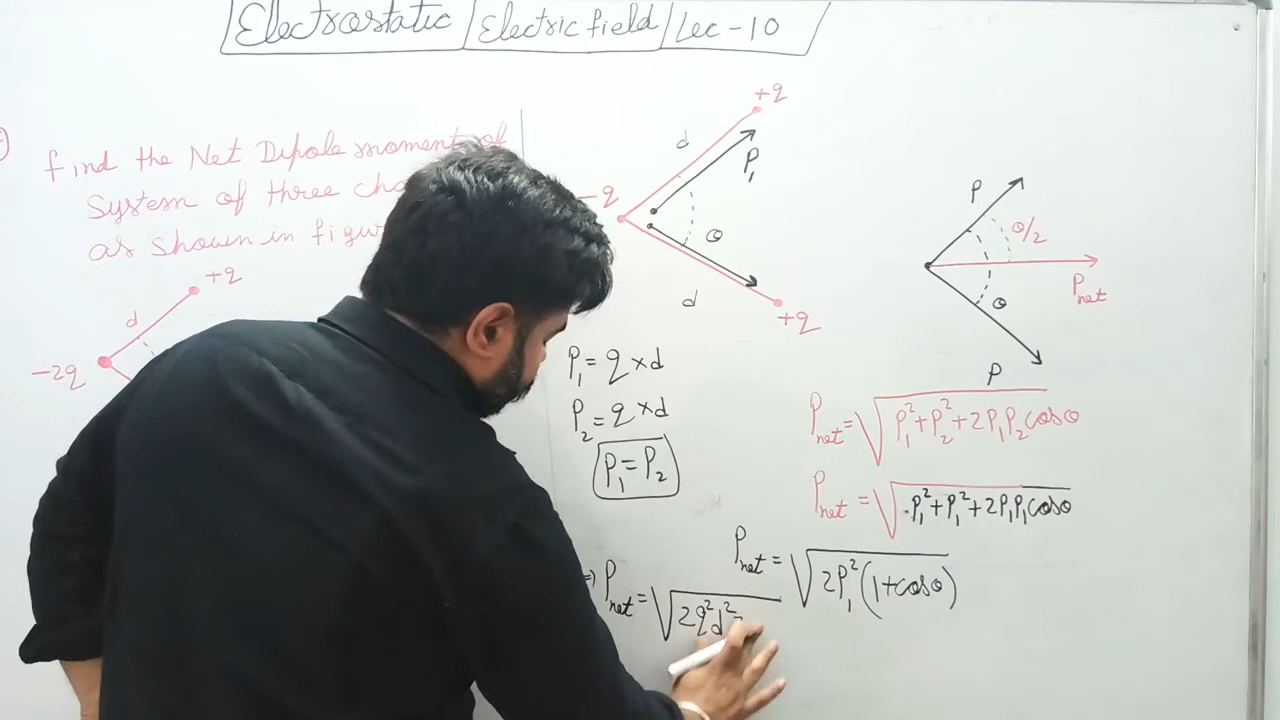 Electrostatic / Electric field / Lec - 10
find the Net Dipole moment of
System of three
as shown in
+q
d
-2q
+q
d
P₁
-q
θ
d
+q
P₁ = q × d
P₂ = q × d
P₁ = P₂
P
θ/2
Pnet
θ
P
Pnet = √P₁² + P₂² + 2P₁P₂ cosθ
Pnet = √P₁² + P₁² + 2P₁P₁ cosθ
Pnet = √2P₁² (1+cosθ)
⇒ Pnet = √2q²d²